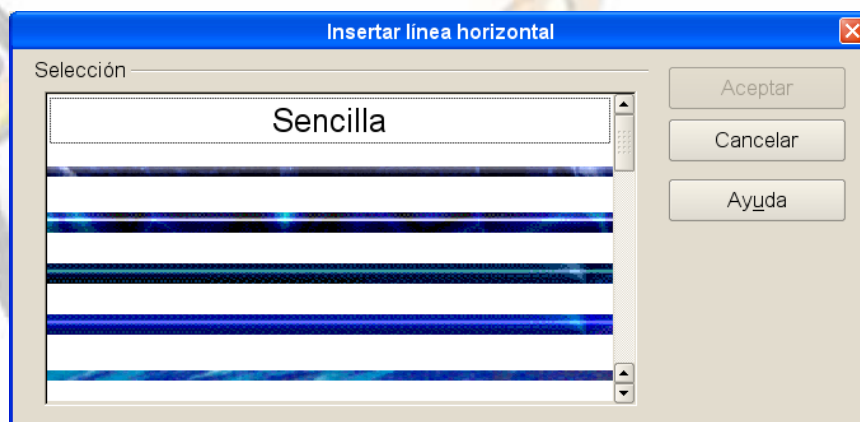 Insertar línea horizontal
Selección
Sencilla
Aceptar
Cancelar
Ayuda